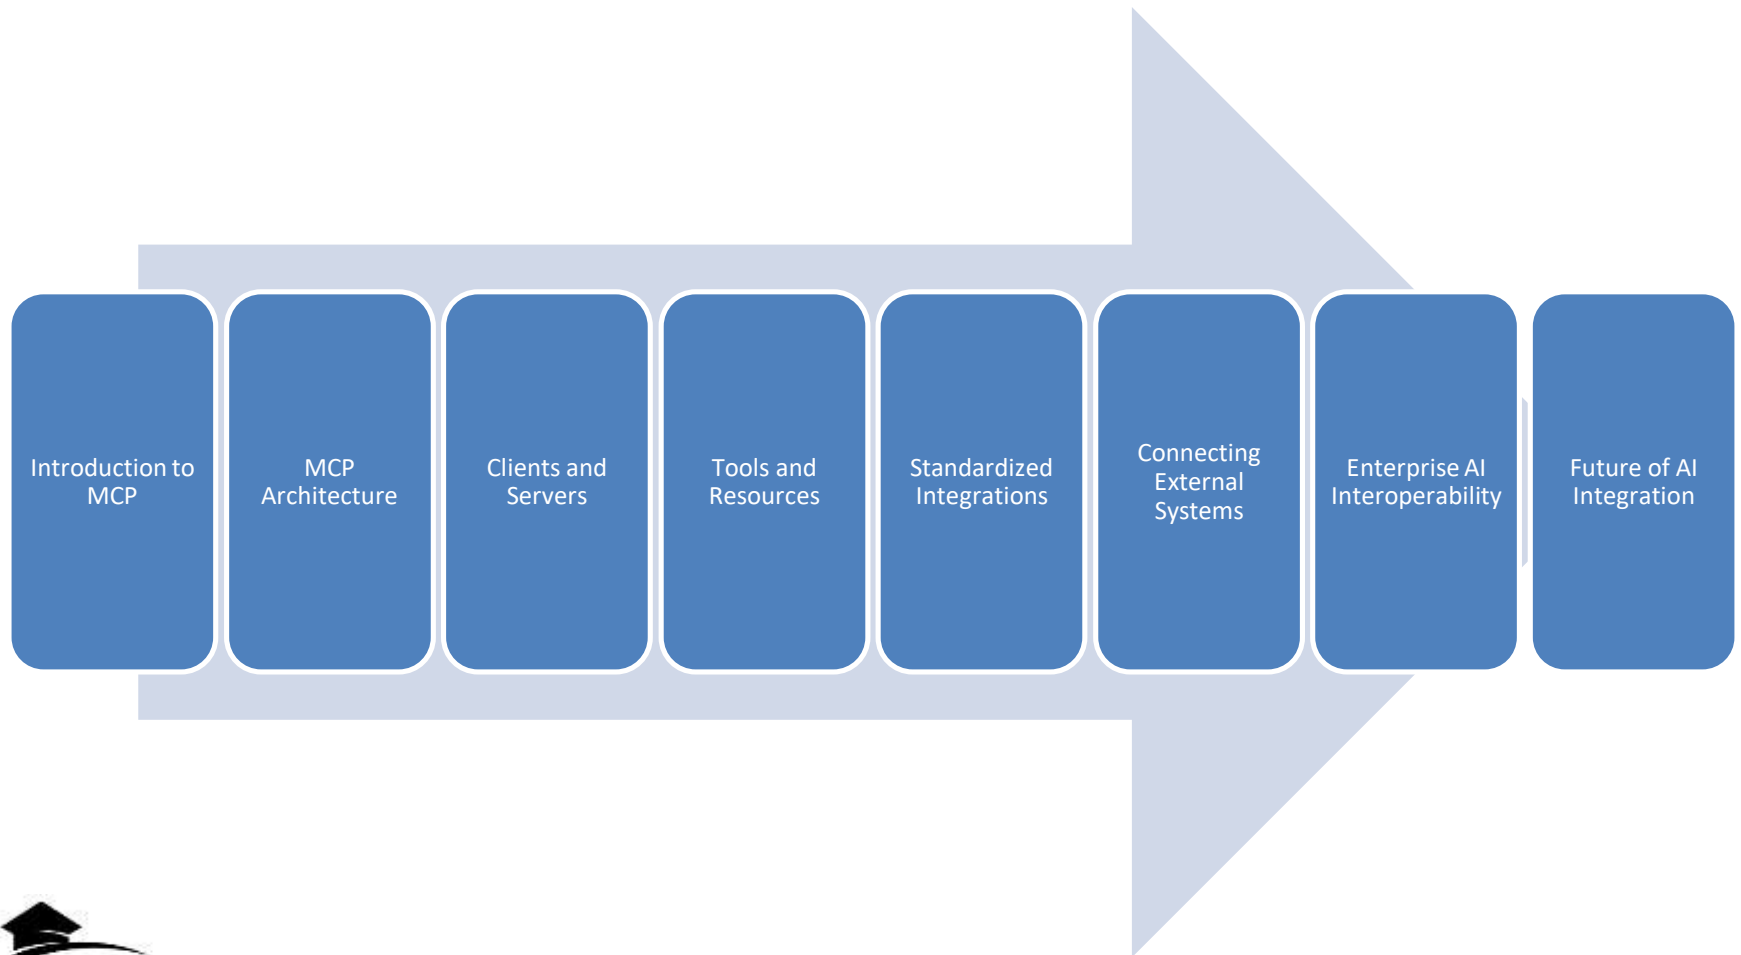 Introduction to
MCP
MCP
Architecture
Clients and
Servers
Tools and
Resources
Standardized
Integrations
Connecting
External
Systems
Enterprise AI
Interoperability
Future of AI
Integration